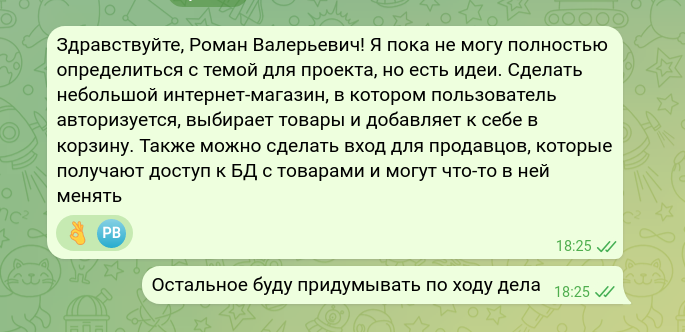 Здравствуйте, Роман Валерьевич! Я пока не могу полностью
определиться с темой для проекта, но есть идеи. Сделать
небольшой интернет-магазин, в котором пользователь
авторизуется, выбирает товары и добавляет к себе в
корзину. Также можно сделать вход для продавцов, которые
получают доступ к БД с товарами и могут что-то в ней
менять
РВ
18:25
Остальное буду придумывать по ходу дела
18:25